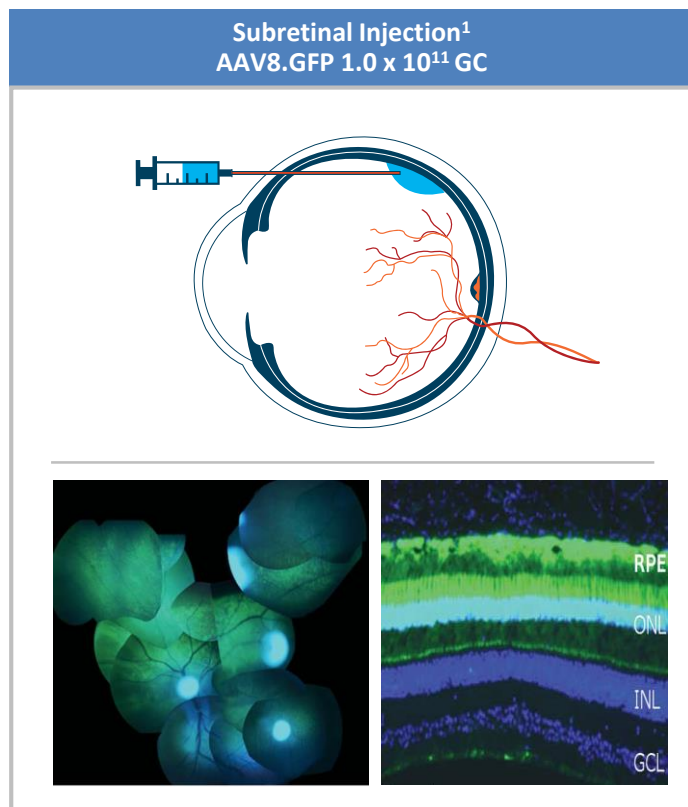 Subretinal Injection¹
AAV8.GFP 1.0 x 10¹¹ GC
RPE
ONL
INL
GCL